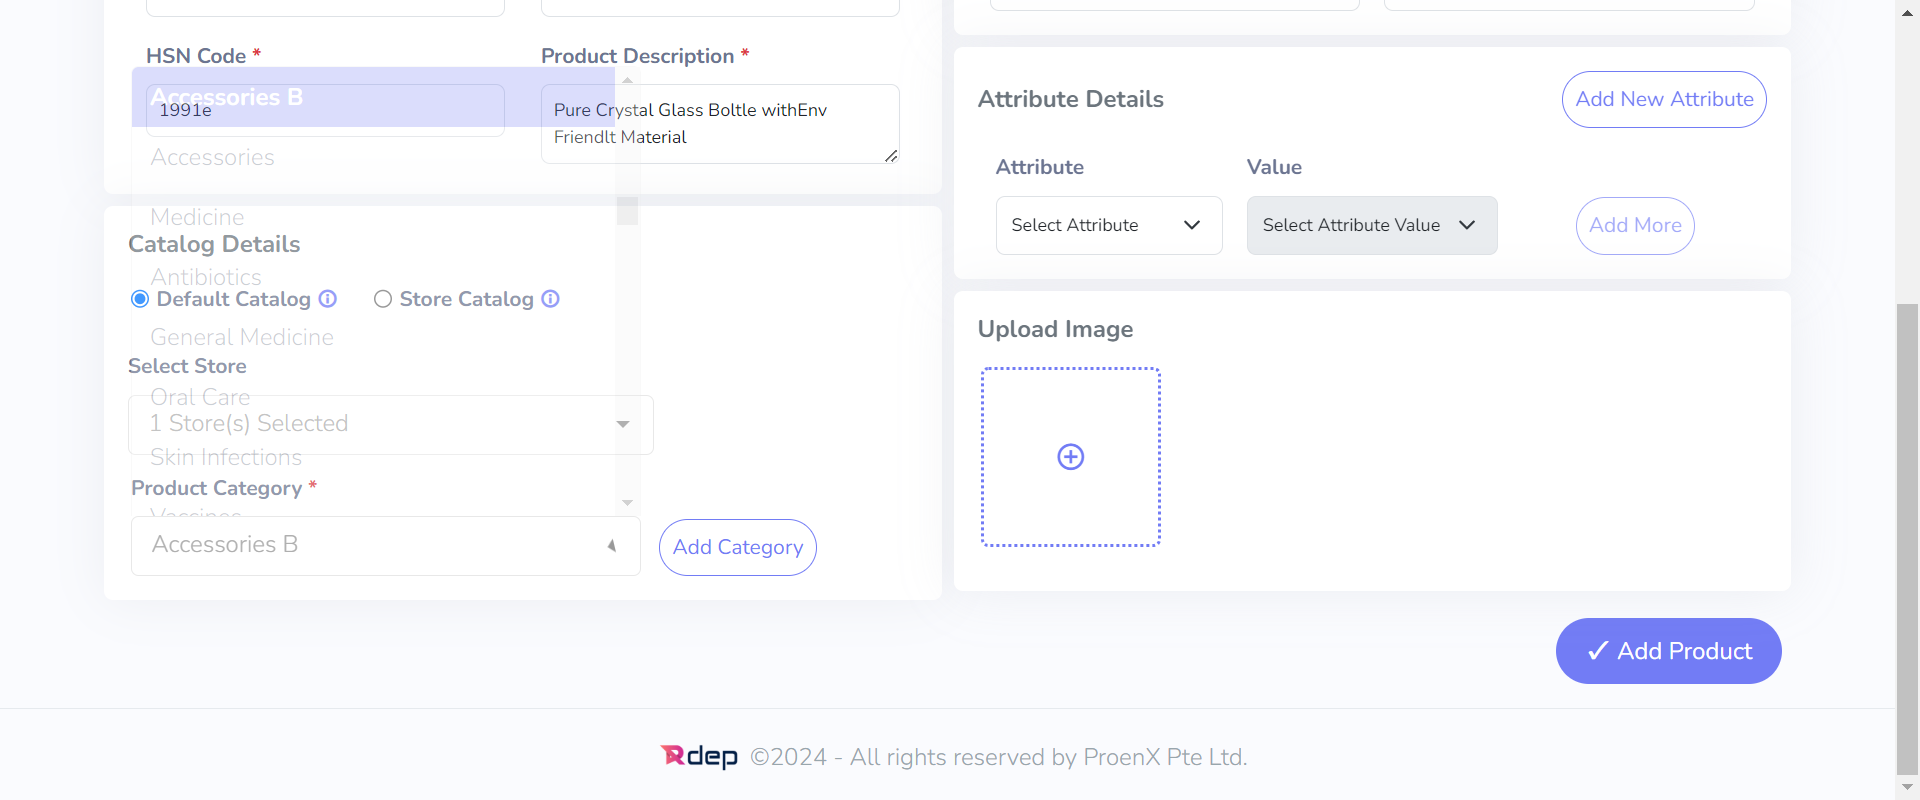 HSN Code *
Product Description *
Accessories B
1991e
Pure Crystal Glass Boltle withEnv
Friendlt Material
Accessories
Medicine
Catalog Details
Antibiotics
Default Catalog
Store Catalog
General Medicine
Select Store
Oral Care
1 Store(s) Selected
Skin Infections
Product Category *
Vaccines
Accessories B
Add Category
Attribute Details
Add New Attribute
Attribute
Value
Select Attribute
Select Attribute Value
Add More
Upload Image
✓ Add Product
Rdep ©2024 - All rights reserved by ProenX Pte Ltd.